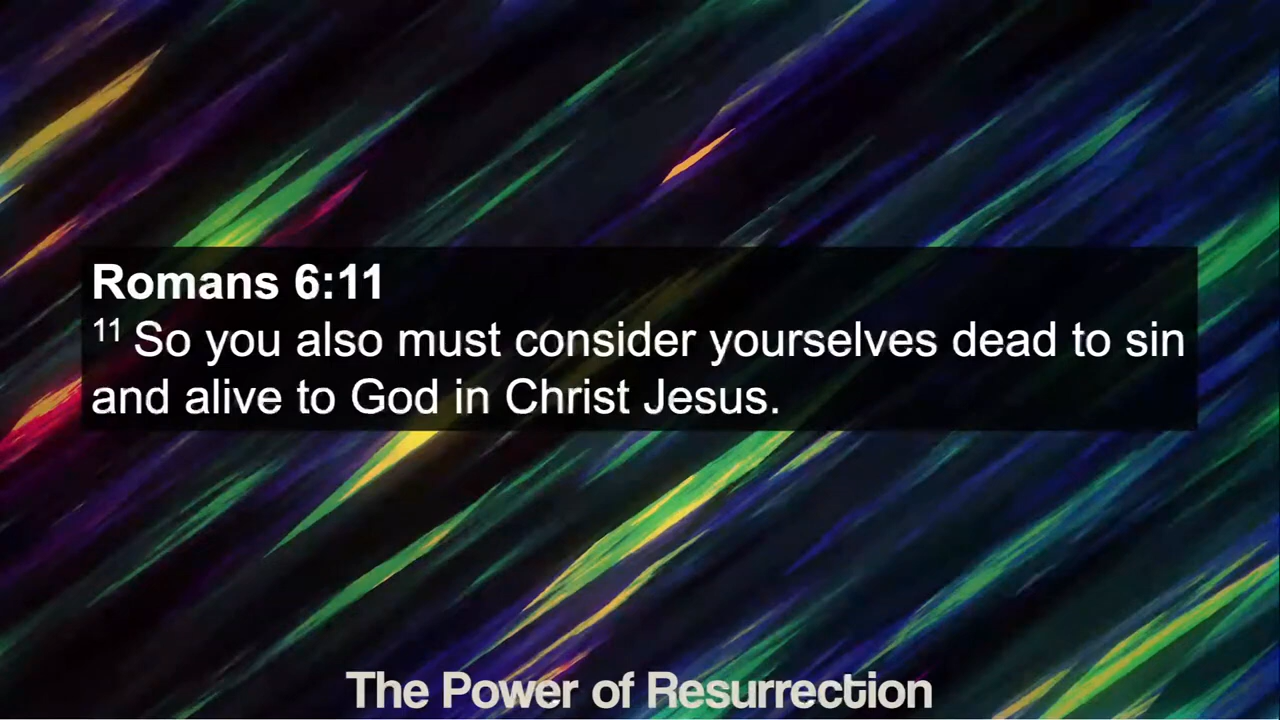 Romans 6:11
11 So you also must consider yourselves dead to sin
and alive to God in Christ Jesus.
The Power of Resurrection